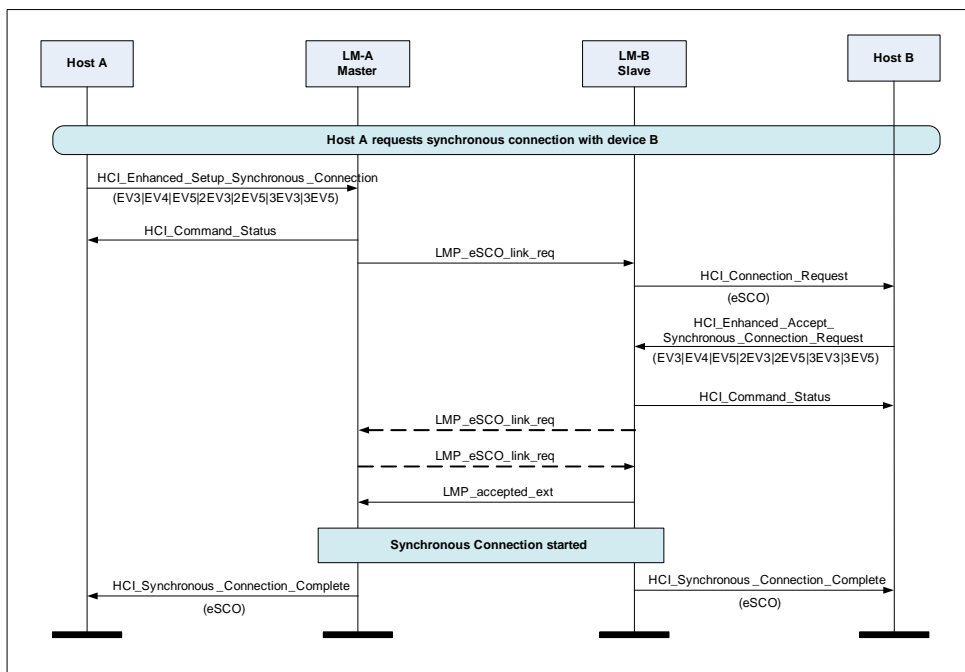 Host A
LM-A
Master
LM-B
Slave
Host B
Host A requests synchronous connection with device B
HCI_Enhanced_Setup_Synchronous_Connection
(EV3|EV4|EV5|2EV3|2EV5|3EV3|3EV5)
HCI_Command_Status
LMP_eSCO_link_req
HCI_Connection_Request
(eSCO)
HCI_Enhanced_Accept_
Synchronous_Connection_Request
(EV3|EV4|EV5|2EV3|2EV5|3EV3|3EV5)
HCI_Command_Status
LMP_eSCO_link_req
LMP_eSCO_link_req
LMP_accepted_ext
Synchronous Connection started
HCI_Synchronous_Connection_Complete
(eSCO)
HCI_Synchronous_Connection_Complete
(eSCO)